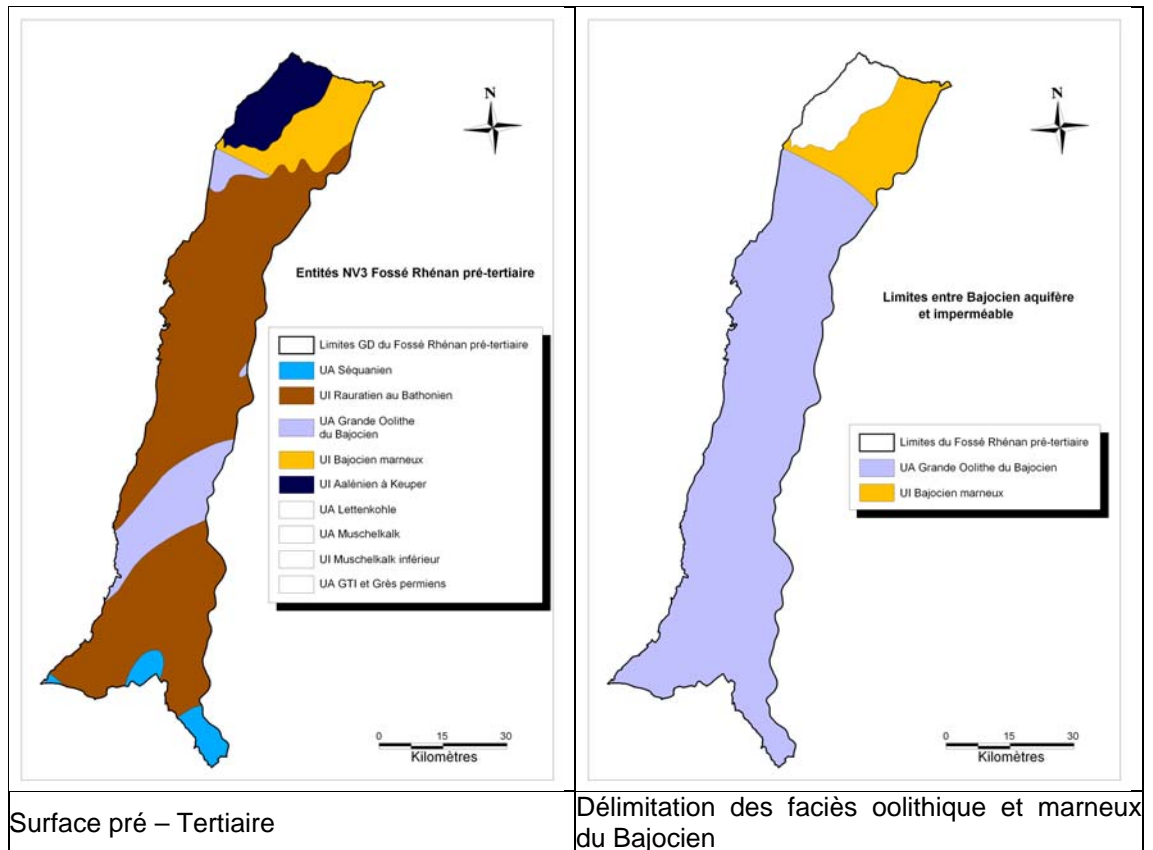 N
Entités NV3 Fossé Rhénan pré-tertiaire
Limites GD du Fossé Rhénan pré-tertiaire
UA Séquanien
UI Rauratien au Bathonien
UA Grande Oolithe
du Bajocien
UI Bajocien marneux
UI Aalénien à Keuper
UA Lettenkohle
UA Muschelkalk
UI Muschelkalk inférieur
UA GTI et Grès permiens
0 15 30
Kilomètres
Surface pré – Tertiaire
N
Limites entre Bajocien aquifère
et imperméable
Limites du Fossé Rhénan pré-tertiaire
UA Grande Oolithe du Bajocien
UI Bajocien marneux
0 15 30
Kilomètres
Délimitation des faciès oolithique et marneux
du Bajocien